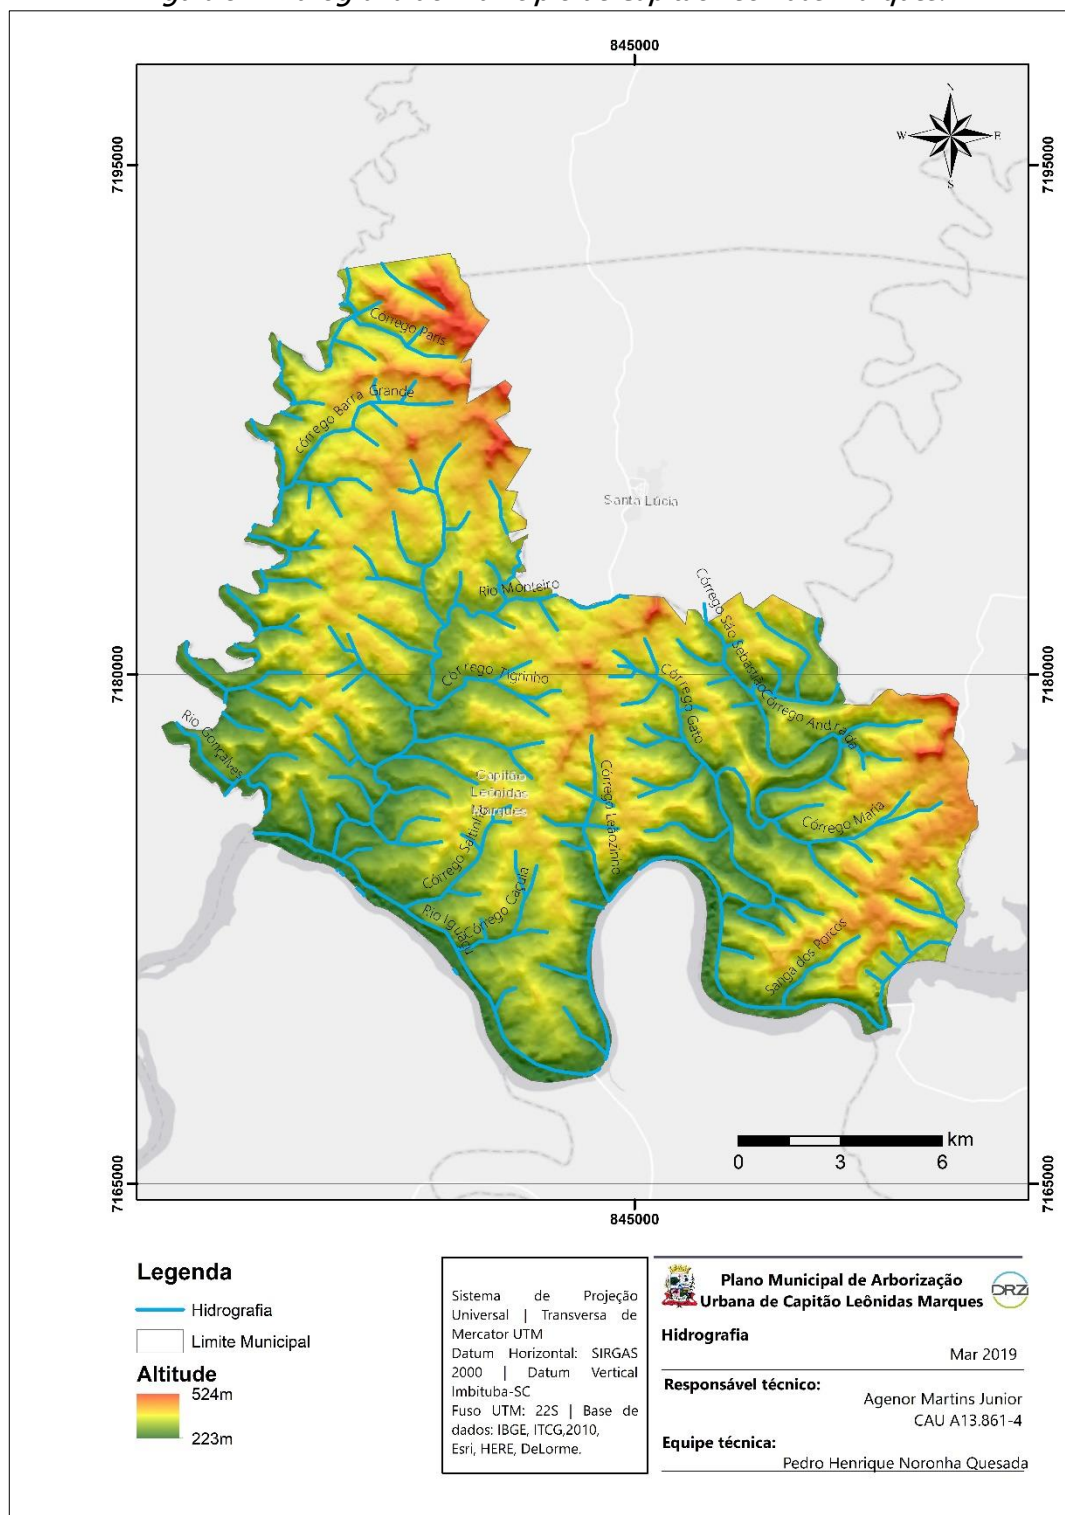 845000
N
W
E
S
7195000
7195000
Córrego Paris
córrego Barra Grande
Santa Lúcia
Rio Monteiro
Córrego São Sebastião
Córrego Tigrinho
7180000
7180000
Córrego Gato
Córrego Andrada
Rio Gonçalves
Capitão
Leônidas
Marques
Córrego Leãozinho
Córrego Maria
Córrego Saltinho
Córrego Caçula
Rio Iguaçu
Sanga dos Porcos
km
0 3 6
7165000
7165000
845000
Legenda
Hidrografia
Limite Municipal
Altitude
524m
223m
Sistema de Projeção
Universal | Transversa de
Mercator UTM
Datum Horizontal: SIRGAS
2000 | Datum Vertical
Imbituba-SC
Fuso UTM: 22S | Base de
dados: IBGE, ITCG,2010,
Esri, HERE, DeLorme.
Plano Municipal de Arborização
Urbana de Capitão Leônidas Marques
DRZ
Hidrografia
Mar 2019
Responsável técnico:
Agenor Martins Junior
CAU A13.861-4
Equipe técnica:
Pedro Henrique Noronha Quesada